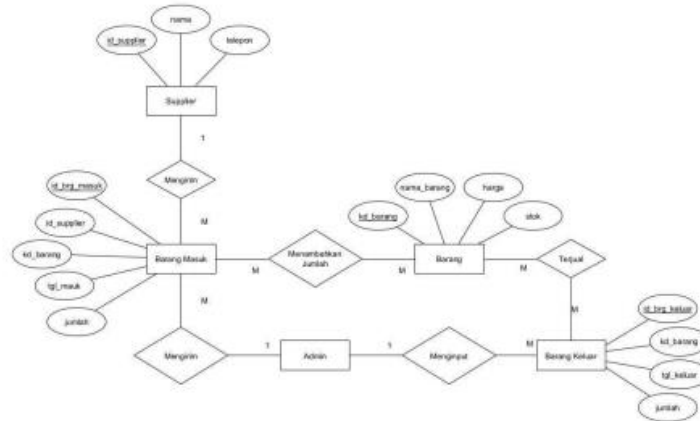 nama
id_supplier
telepon
Supplier
1
Mengirim
M
id_brg_masuk
id_supplier
kd_barang
tgl_mauk
jumlah
Barang Masuk
M
Menambahkan
Jumlah
M
nama_barang
harga
kd_barang
stok
Barang
M
Terjual
M
M
Mengirim
1
Admin
1
Menginput
M
Barang Keluar
id_brg_keluar
kd_barang
tgl_keluar
jumlah